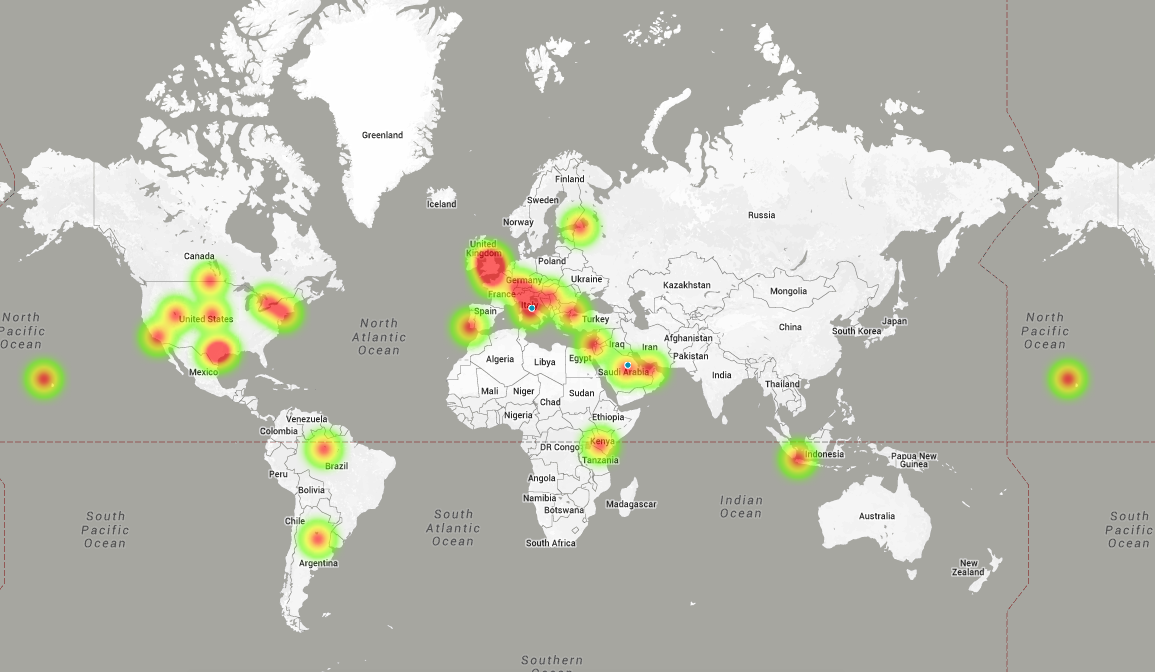 Greenland
Iceland
Finland
Sweden
Norway
Russia
United
Kingdom
Canada
Poland
Germany
Ukraine
France
Kazakhstan
Mongolia
Spain
North
Pacific
Ocean
United States
North
Atlantic
Ocean
Turkey
China
South Korea
Japan
North
Pacific
Ocean
Afghanistan
Iraq
Iran
Pakistan
Algeria
Libya
Egypt
Saudi Arabia
India
Mexico
Mali
Niger
Chad
Sudan
Thailand
Nigeria
Ethiopia
Venezuela
Colombia
Kenya
DR Congo
Tanzania
Indonesia
Papua New
Guinea
Brazil
Peru
Bolivia
Angola
Namibia
Botswana
Madagascar
Indian
Ocean
South
Pacific
Ocean
South
Atlantic
Ocean
Australia
South
Pacific
Ocean
Chile
South Africa
Argentina
New
Zealand
Southern